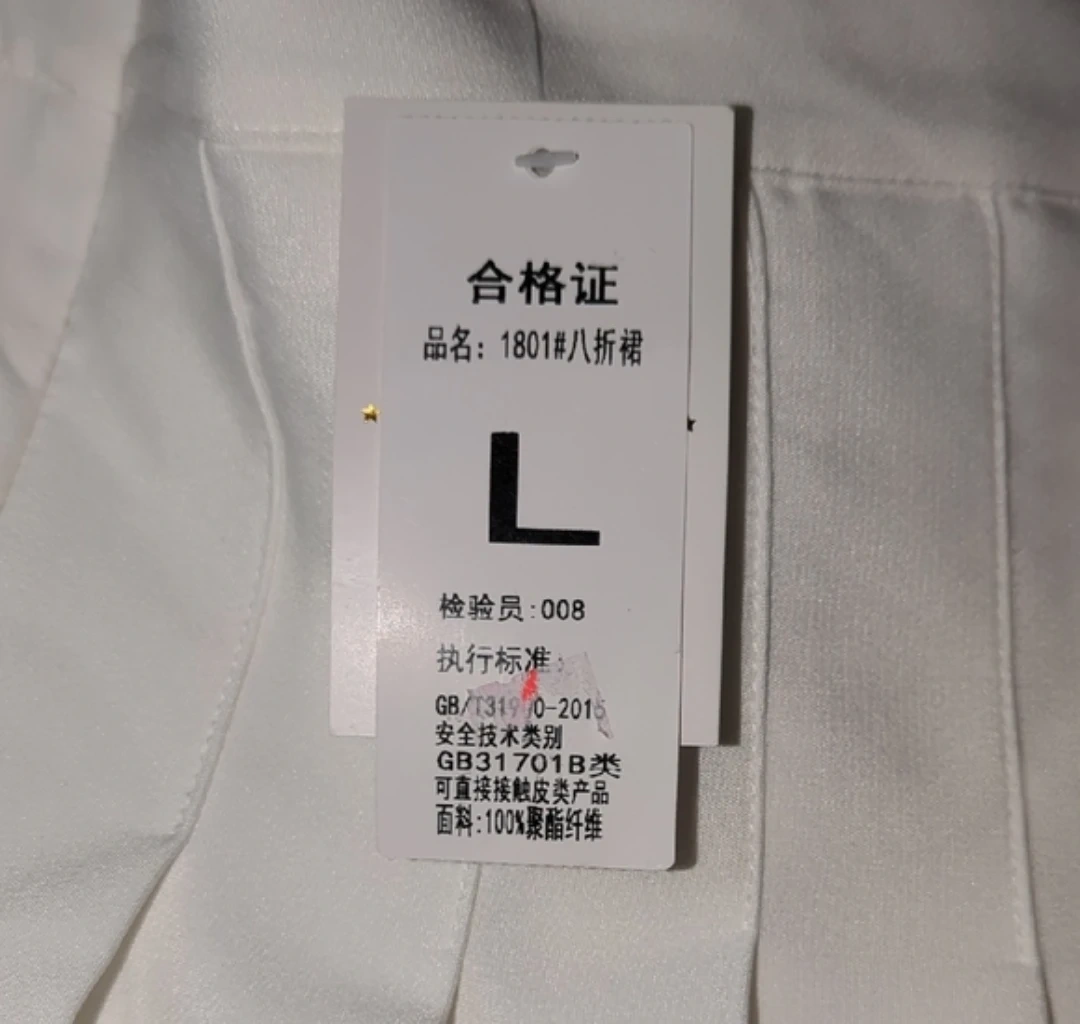 合格证
品名：1801#八折裙
L
检验员:008
执行标准:
安全技术类别
GB31701B类
可直接接触皮类产品
面料:100%聚酯纤维